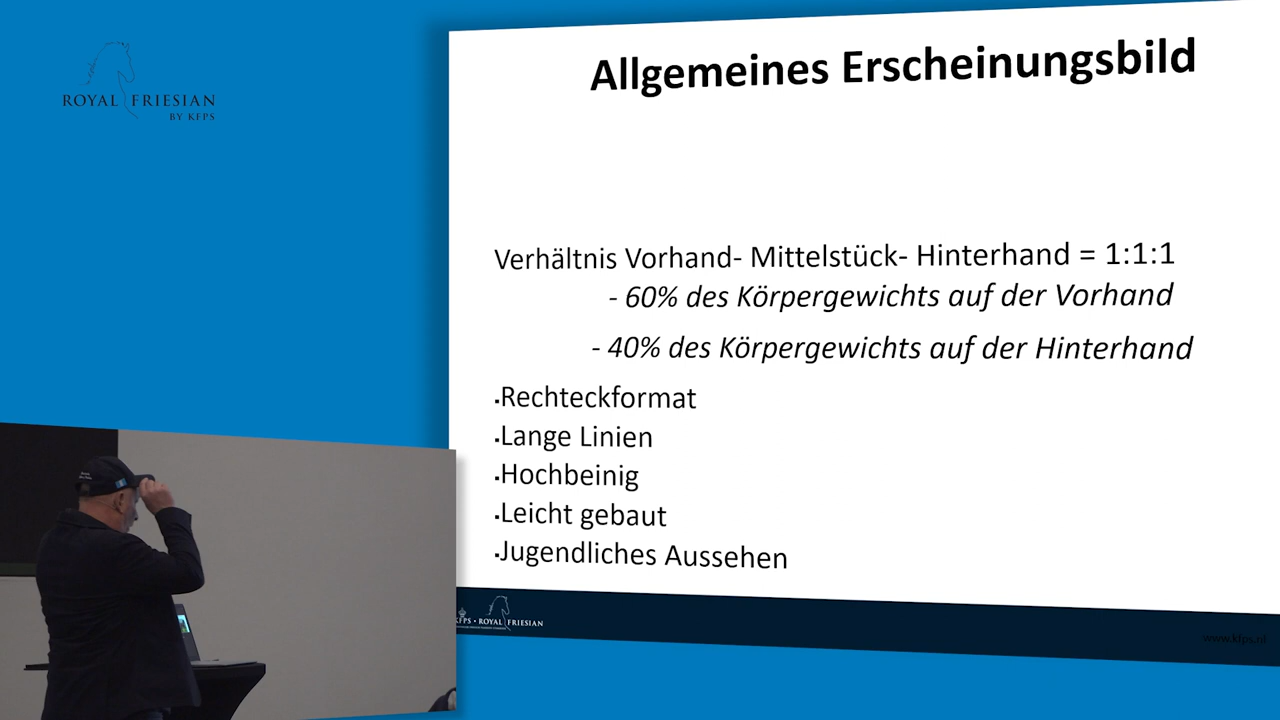 ROYAL FRIESIAN
BY KFPS
Allgemeines Erscheinungsbild
Verhältnis Vorhand- Mittelstück- Hinterhand = 1:1:1
- 60% des Körpergewichts auf der Vorhand
- 40% des Körpergewichts auf der Hinterhand
▪Rechteckformat
▪Lange Linien
▪Hochbeinig
▪Leicht gebaut
▪Jugendliches Aussehen
KFPS • ROYAL FRIESIAN
www.kfps.nl